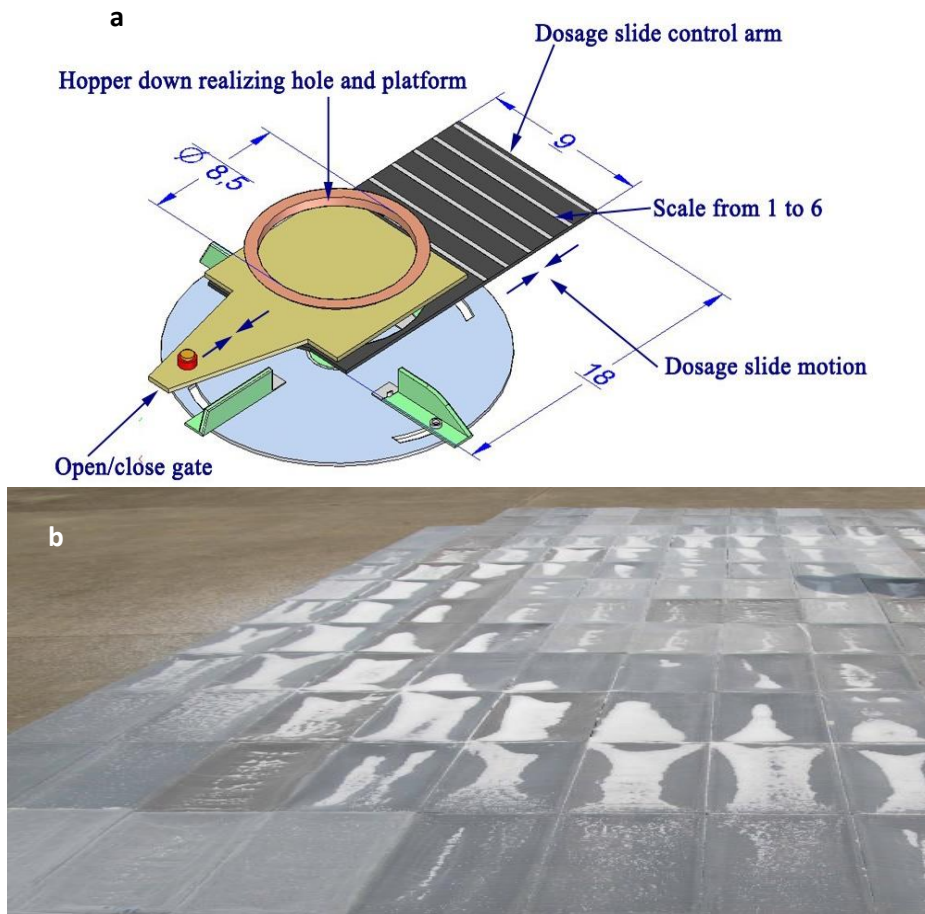 a
Dosage slide control arm
Hopper down realizing hole and platform
9
Ø 8,5
Scale from 1 to 6
Dosage slide motion
18
Open/close gate
b